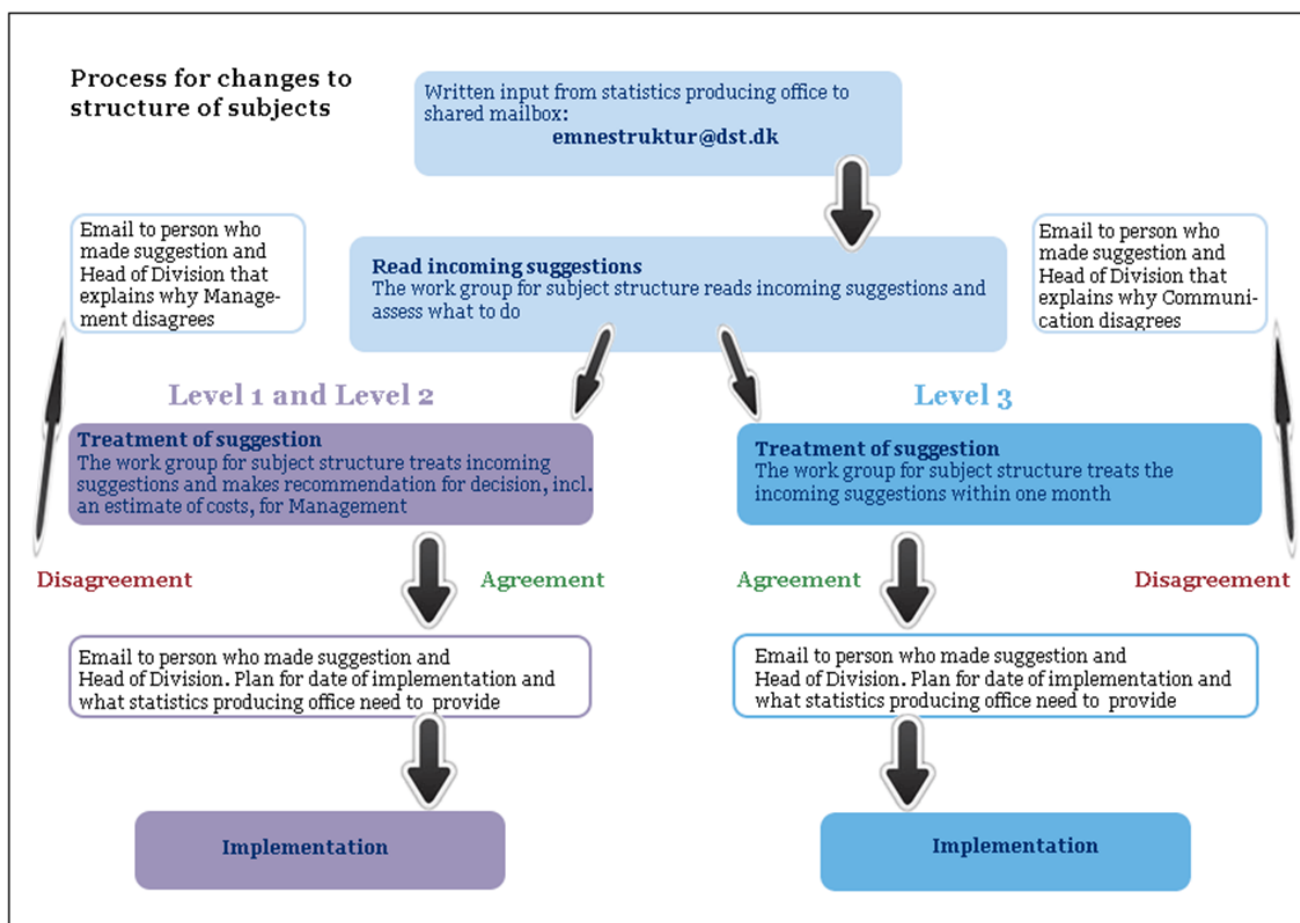 Process for changes to
structure of subjects
Written input from statistics producing office to
shared mailbox:
emnestruktur@dst.dk
Email to person who
made suggestion and
Head of Division that
explains why Manage-
ment disagrees
Read incoming suggestions
The work group for subject structure reads incoming suggestions and
assess what to do
Email to person who
made suggestion and
Head of Division that
explains why Communi-
cation disagrees
Level 1 and Level 2
Treatment of suggestion
The work group for subject structure treats incoming
suggestions and makes recommendation for decision, incl.
an estimate of costs, for Management
Level 3
Treatment of suggestion
The work group for subject structure treats the
incoming suggestions within one month
Disagreement
Agreement
Agreement
Disagreement
Email to person who made suggestion and
Head of Division. Plan for date of implementation and
what statistics producing office need to provide
Email to person who made suggestion and
Head of Division. Plan for date of implementation and
what statistics producing office need to provide
Implementation
Implementation